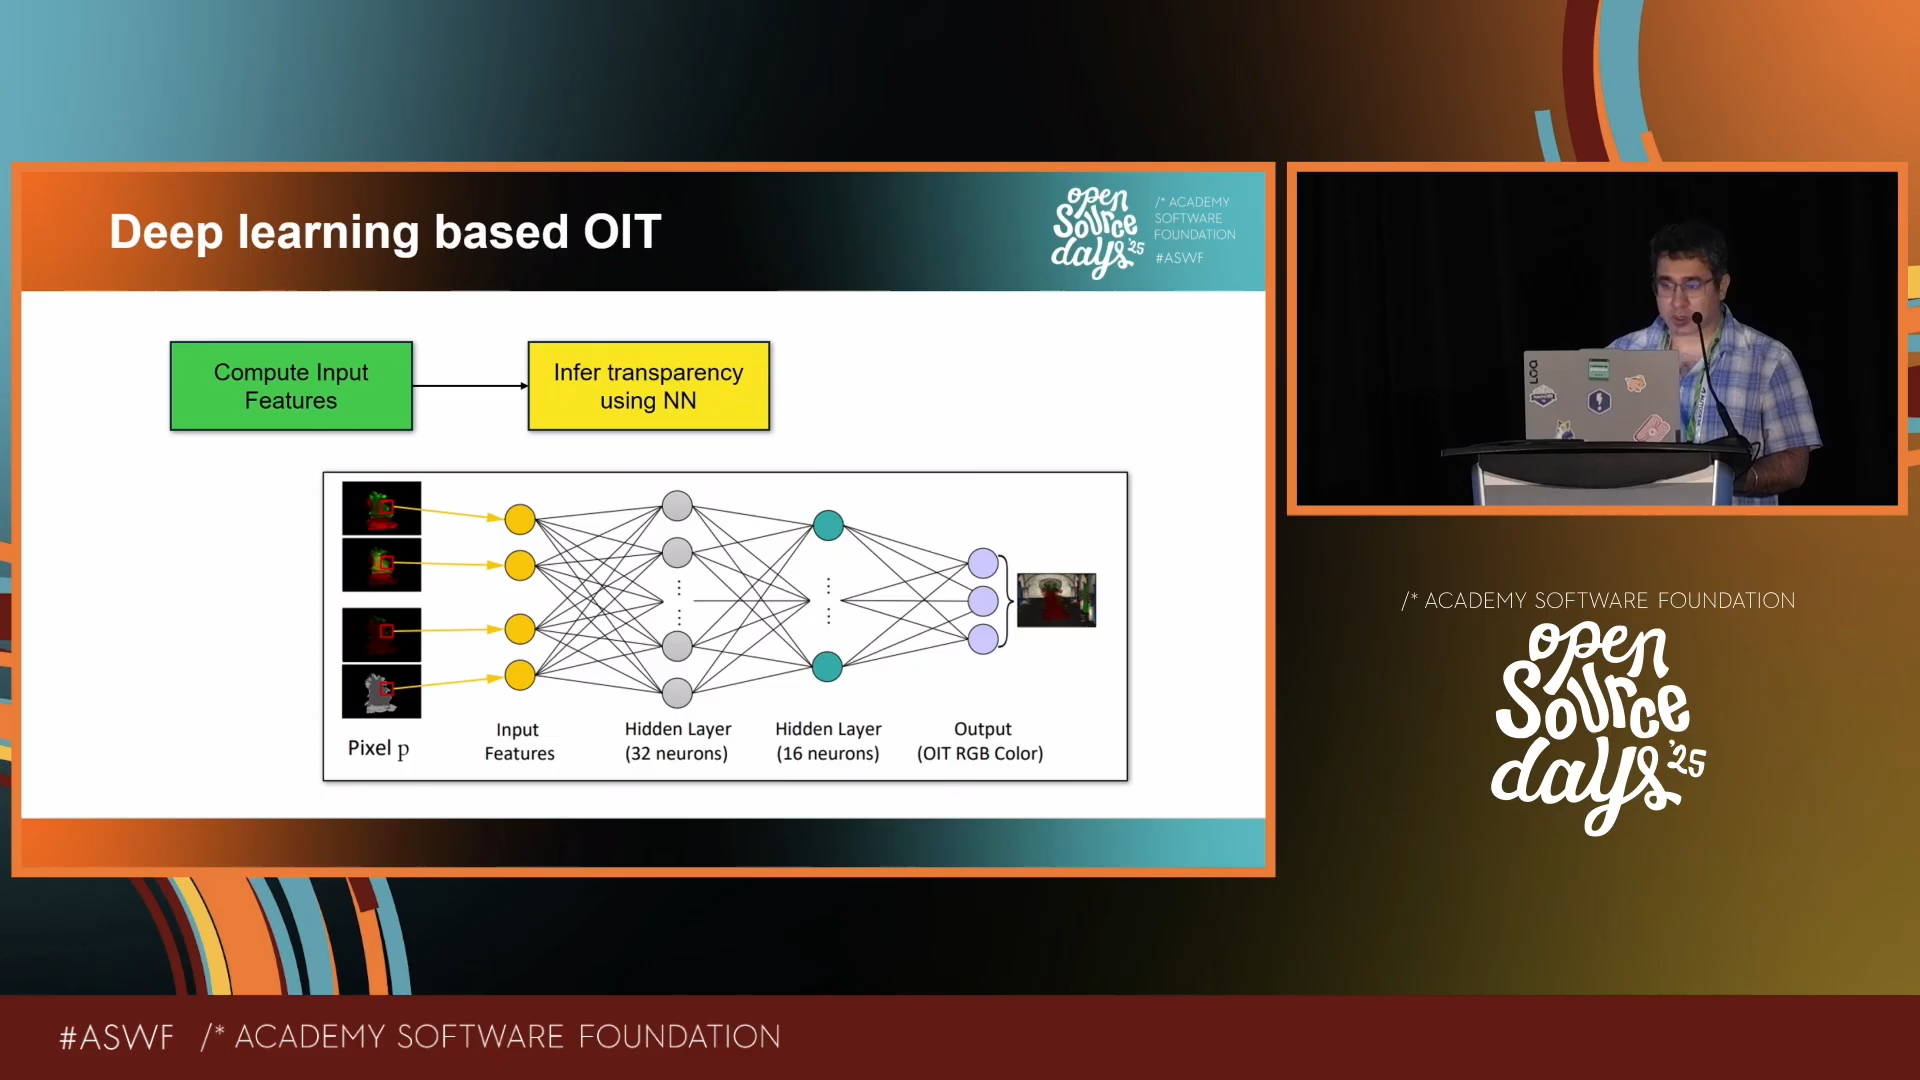 Deep learning based OIT
open
source
days '25
/* ACADEMY
SOFTWARE
FOUNDATION
#ASWF
Compute Input
Features
Infer transparency
using NN
Pixel p
Input
Features
Hidden Layer
(32 neurons)
Hidden Layer
(16 neurons)
Output
(OIT RGB Color)
LOA
/* ACADEMY SOFTWARE FOUNDATION
open
source
days '25
#ASWF /* ACADEMY SOFTWARE FOUNDATION